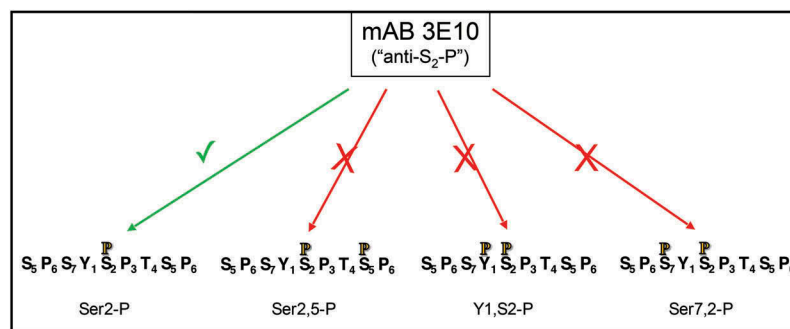 mAB 3E10
("anti-S₂-P")
P P P P P P P
S₅ P₆ S₇ Y₁ S₂ P₃ T₄ S₅ P₆ S₅ P₆ S₇ Y₁ S₂ P₃ T₄ S₅ P₆ S₅ P₆ S₇ Y₁ S₂ P₃ T₄ S₅ P₆ S₅ P₆ S₇ Y₁ S₂ P₃ T₄ S₅ P₆
Ser2-P Ser2,5-P Y1,S2-P Ser7,2-P